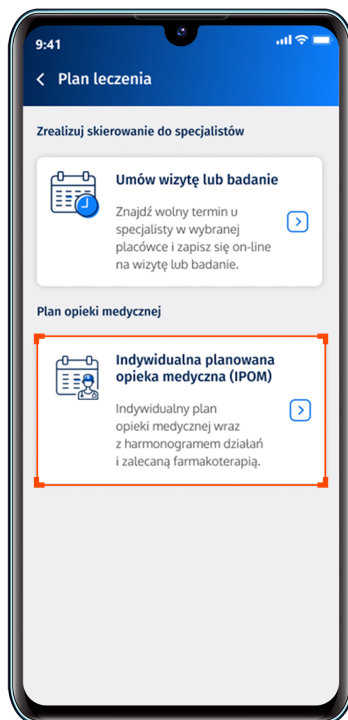 9:41
Plan leczenia
Zrealizuj skierowanie do specjalistów
Umów wizytę lub badanie
Znajdź wolny termin u
specjalisty w wybranej
placówce i zapisz się on-line
na wizytę lub badanie.
Plan opieki medycznej
Indywidualna planowana
opieka medyczna (IPOM)
Indywidualny plan
opieki medycznej wraz
z harmonogramem działań
i zalecaną farmakoterapią.